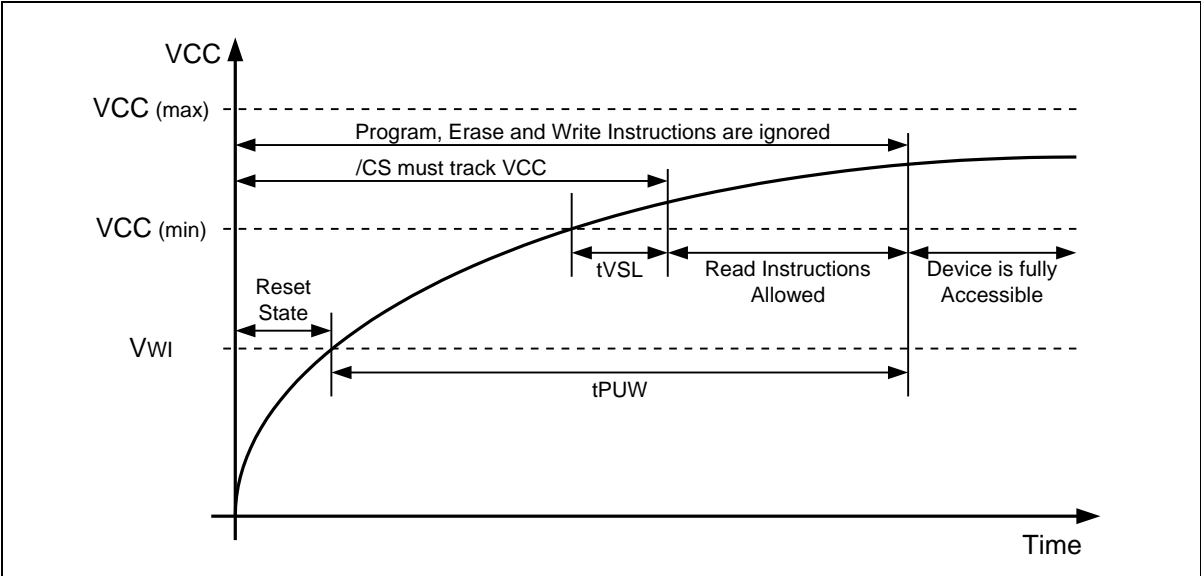 VCC
VCC (max)
Program, Erase and Write Instructions are ignored
/CS must track VCC
VCC (min)
tVSL
Read Instructions
Allowed
Device is fully
Accessible
Reset
State
VWI
tPUW
Time